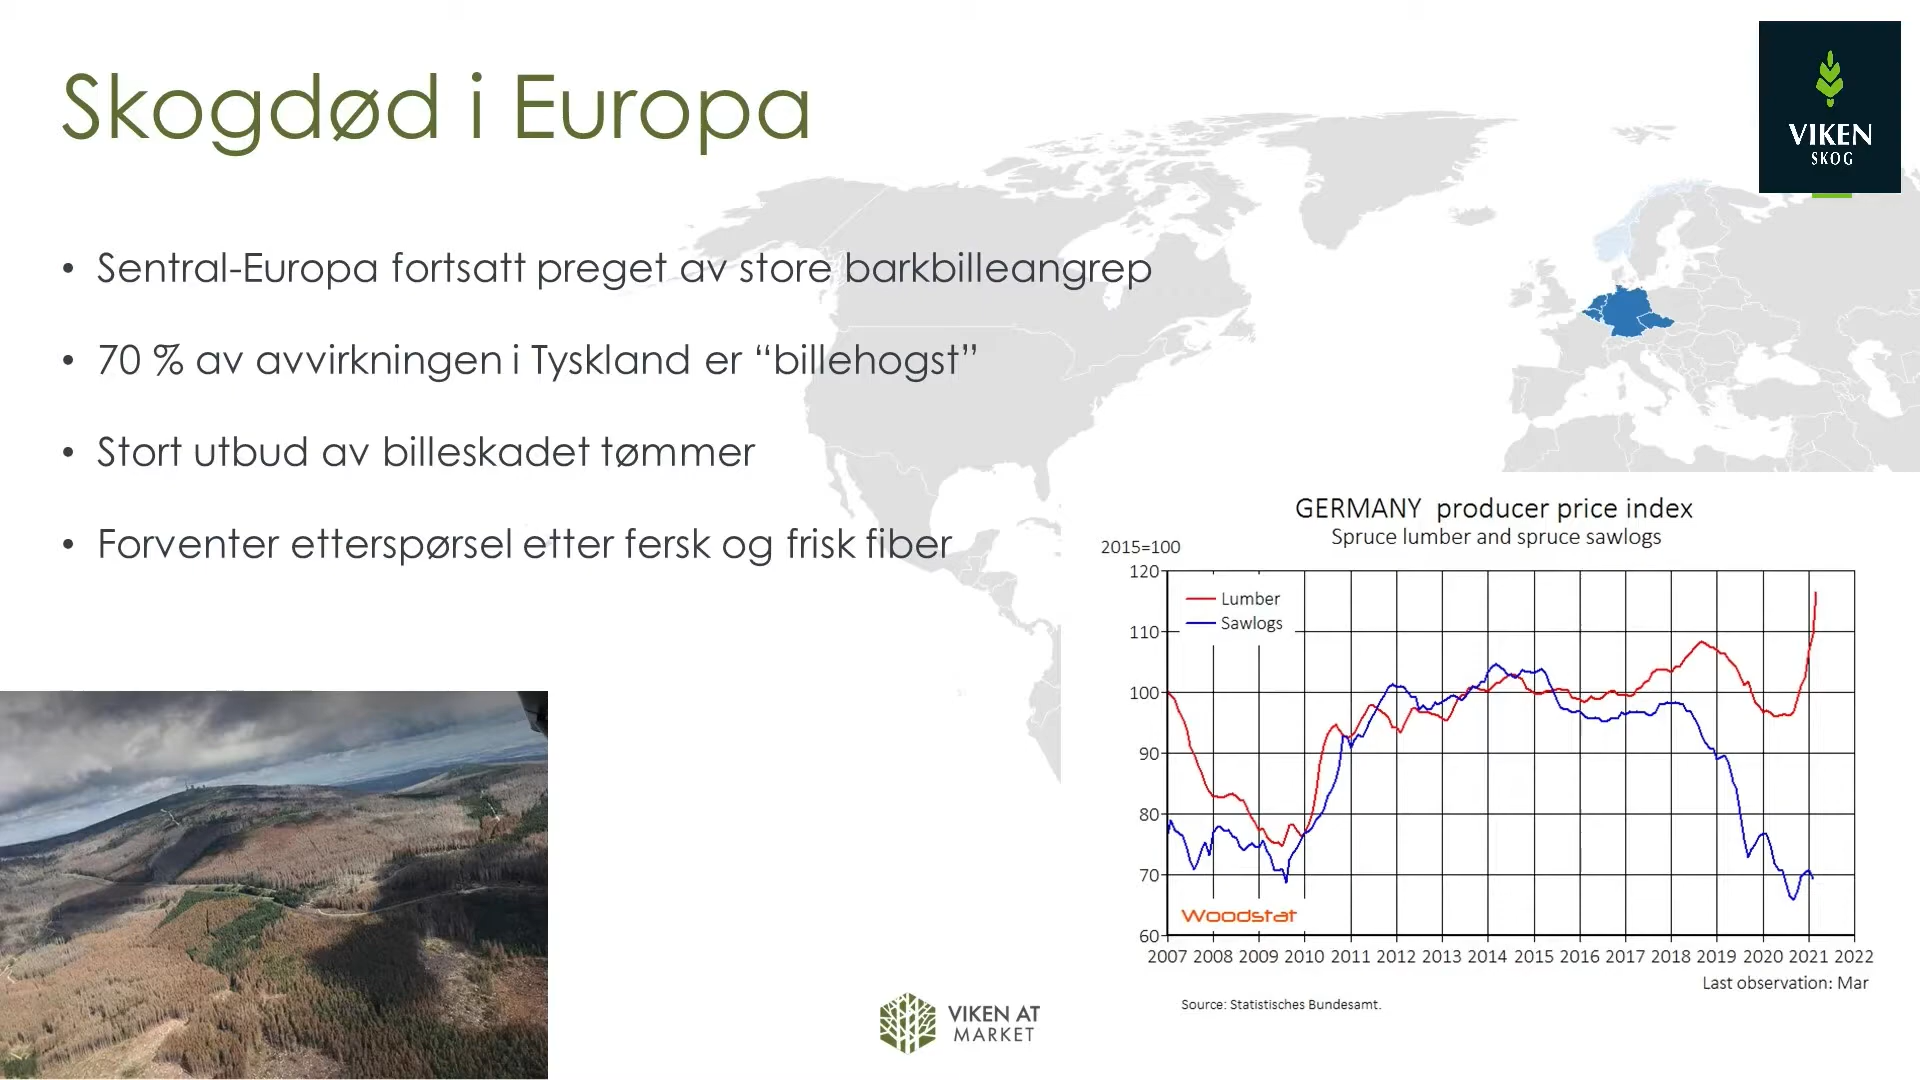 Skogdød i Europa
VIKEN
SKOG
• Sentral-Europa fortsatt preget av store barkbilleangrep
• 70 % av avvirkningen i Tyskland er “billehogst”
• Stort utbud av billeskadet tømmer
• Forventer etterspørsel etter fersk og frisk fiber
GERMANY producer price index
Spruce lumber and spruce sawlogs
2015=100
120
110
100
90
80
70
60
Lumber
Sawlogs
Woodstat
2007 2008 2009 2010 2011 2012 2013 2014 2015 2016 2017 2018 2019 2020 2021 2022
Last observation: Mar
Source: Statistisches Bundesamt.
VIKEN AT
MARKET